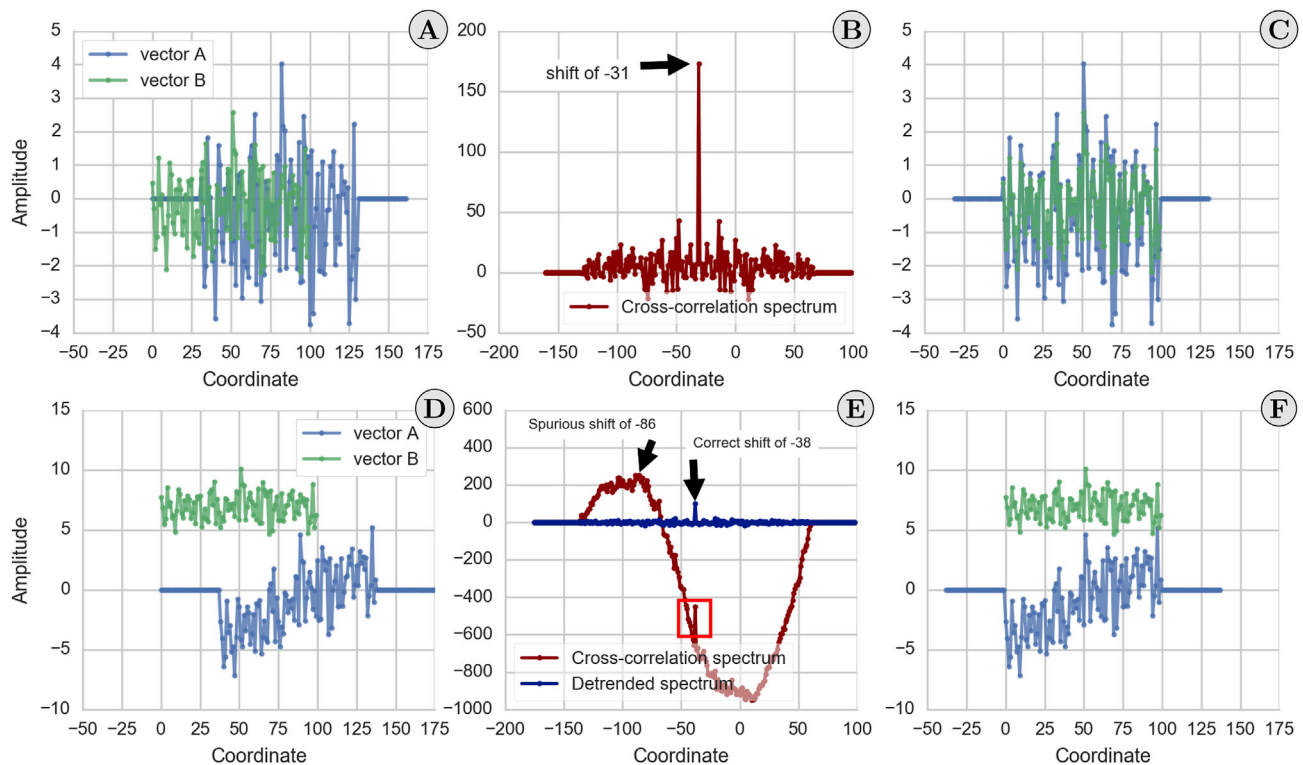 A
B
C
5
4
3
2
1
0
−1
−2
−3
−4
Amplitude
vector A
vector B
−50 −25 0 25 50 75 100 125 175
Coordinate
200
150
100
50
0
−50
shift of -31
Cross-correlation spectrum
−200 −150 −100 −50 0 50 100
Coordinate
5
4
3
2
1
0
−1
−2
−3
−4
−50 −25 0 25 50 75 100 125 175
Coordinate
D
E
F
15
10
5
0
−5
−10
Amplitude
vector A
vector B
−50 −25 0 25 50 75 100 125 175
Coordinate
600
400
200
0
−200
−400
−600
−800
−1000
Spurious shift of -86
Correct shift of -38
Cross-correlation spectrum
Detrended spectrum
−200 −150 −100 −50 0 50 100
Coordinate
15
10
5
0
−5
−10
−50 −25 0 25 50 75 100 125 175
Coordinate